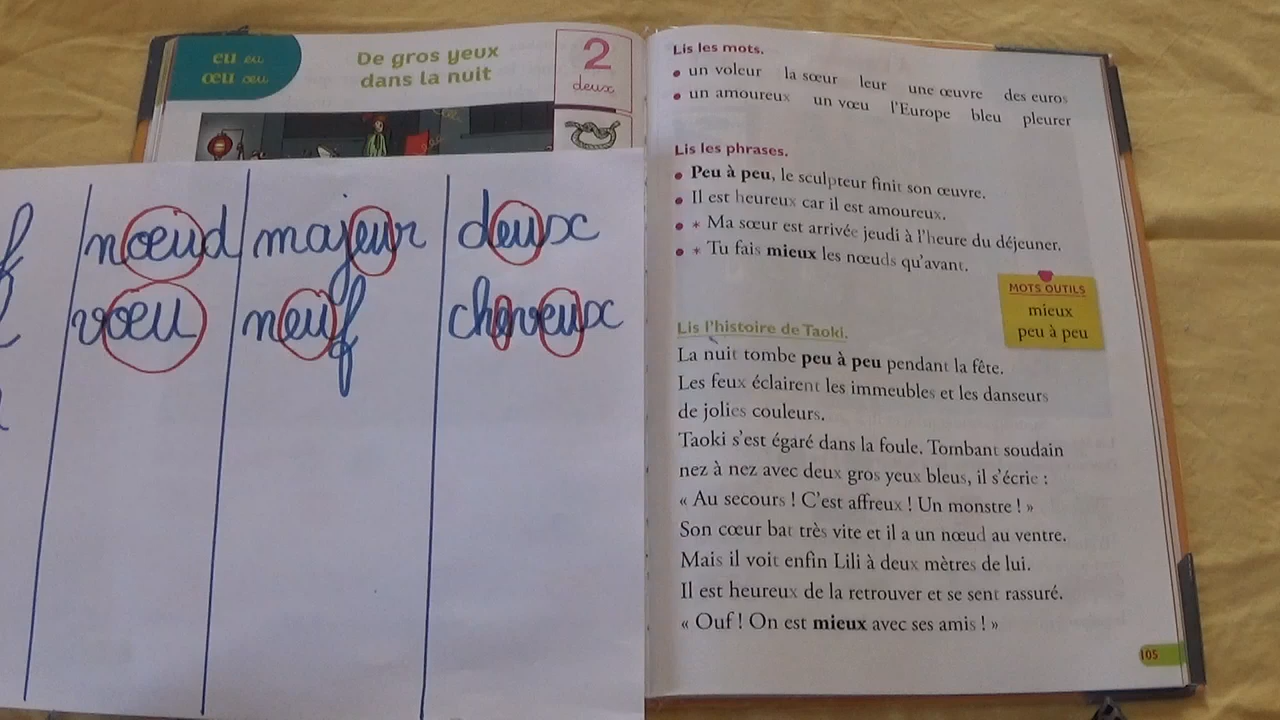 eu eu
œu œu
De gros yeux
dans la nuit
2
deux
nœud majeur deux
vœu neuf cheveux
Lis les mots.
• un voleur la sœur leur une œuvre des euros
• un amoureux un vœu l'Europe bleu pleurer
Lis les phrases.
• Peu à peu, le sculpteur finit son œuvre.
• Il est heureux car il est amoureux.
• * Ma sœur est arrivée jeudi à l'heure du déjeuner.
• * Tu fais mieux les nœuds qu'avant.
MOTS OUTILS
mieux
peu à peu
Lis l'histoire de Taoki.
La nuit tombe peu à peu pendant la fête.
Les feux éclairent les immeubles et les danseurs
de jolies couleurs.
Taoki s'est égaré dans la foule. Tombant soudain
nez à nez avec deux gros yeux bleus, il s'écrie :
« Au secours ! C'est affreux ! Un monstre ! »
Son cœur bat très vite et il a un nœud au ventre.
Mais il voit enfin Lili à deux mètres de lui.
Il est heureux de la retrouver et se sent rassuré.
« Ouf ! On est mieux avec ses amis ! »
105